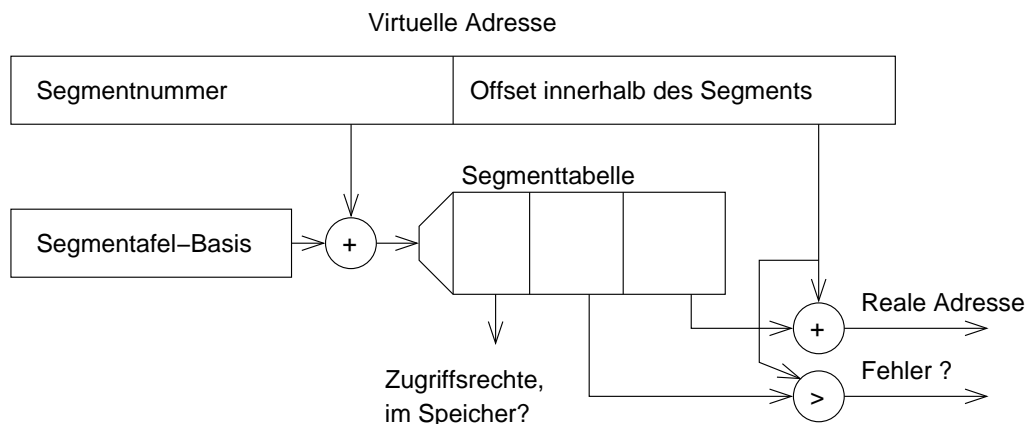 Virtuelle Adresse
Segmentnummer
Offset innerhalb des Segments
Segmenttabelle
Segmentafel−Basis
+
Reale Adresse
+
Zugriffsrechte,
im Speicher?
Fehler ?
>